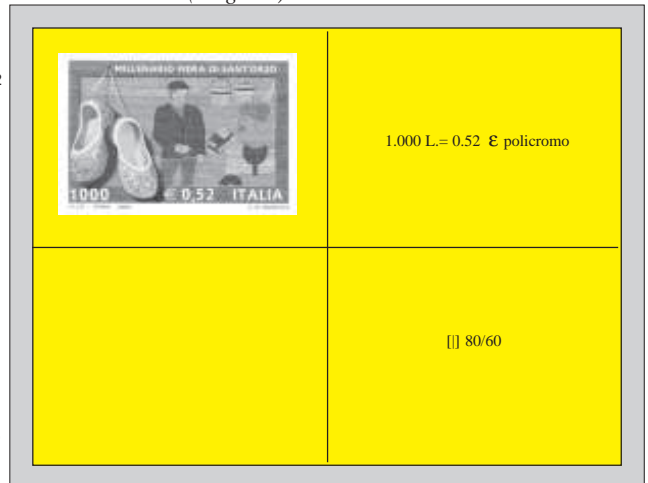 MILLENARIO FIERA DI SANT'ORSO
1000 € 0,52 ITALIA
1.000 L.= 0.52 ε policromo
[|] 80/60